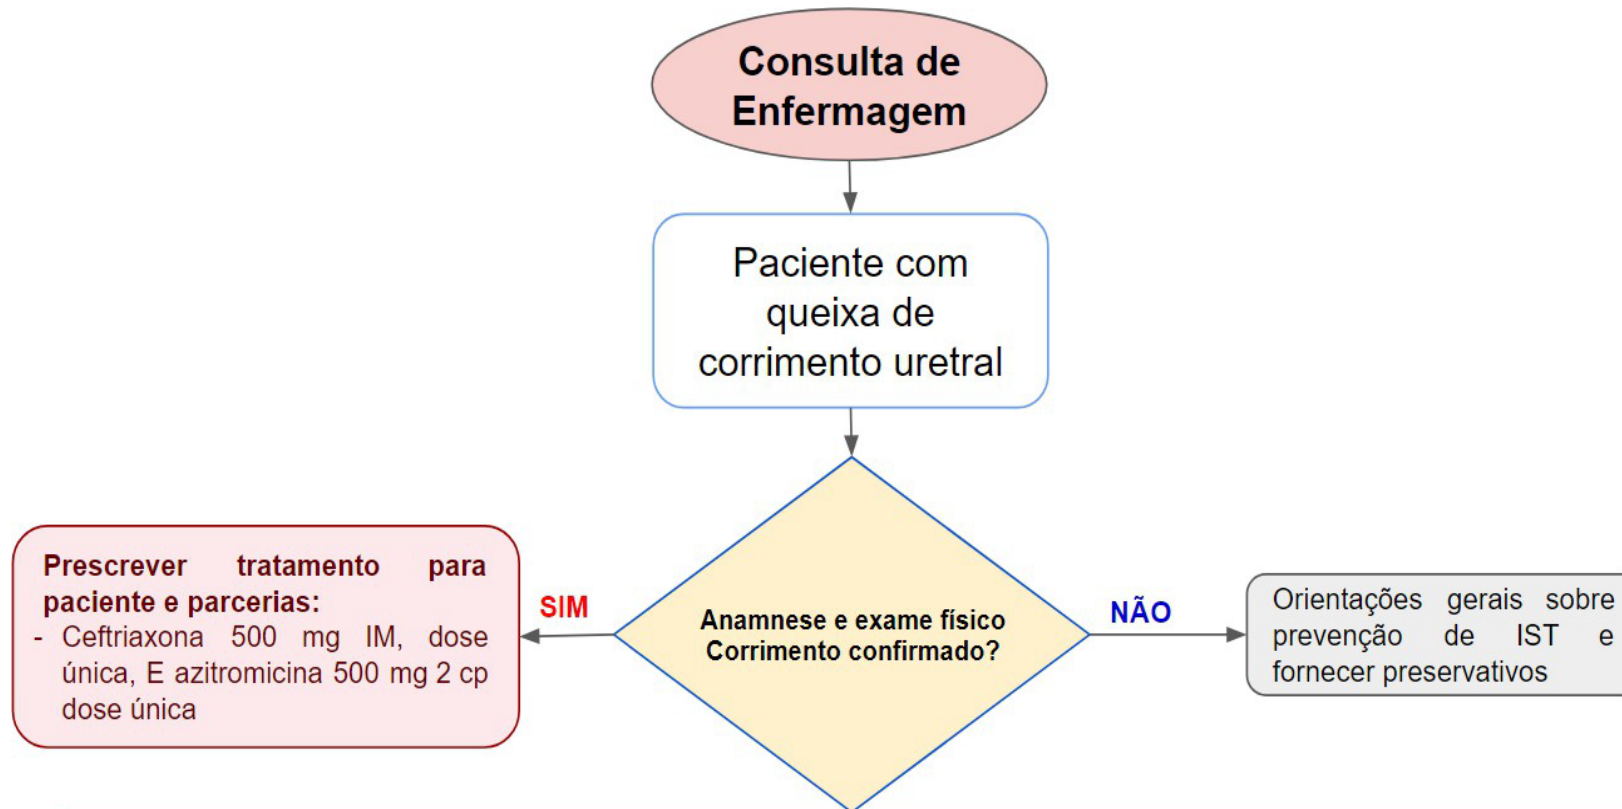 Consulta de
Enfermagem
Paciente com
queixa de
corrimento uretral
Anamnese e exame físico
Corrimento confirmado?
SIM
Prescrever tratamento para
paciente e parcerias:
- Ceftriaxona 500 mg IM, dose
única, E azitromicina 500 mg 2 cp
dose única
NÃO
Orientações gerais sobre
prevenção de IST e
fornecer preservativos